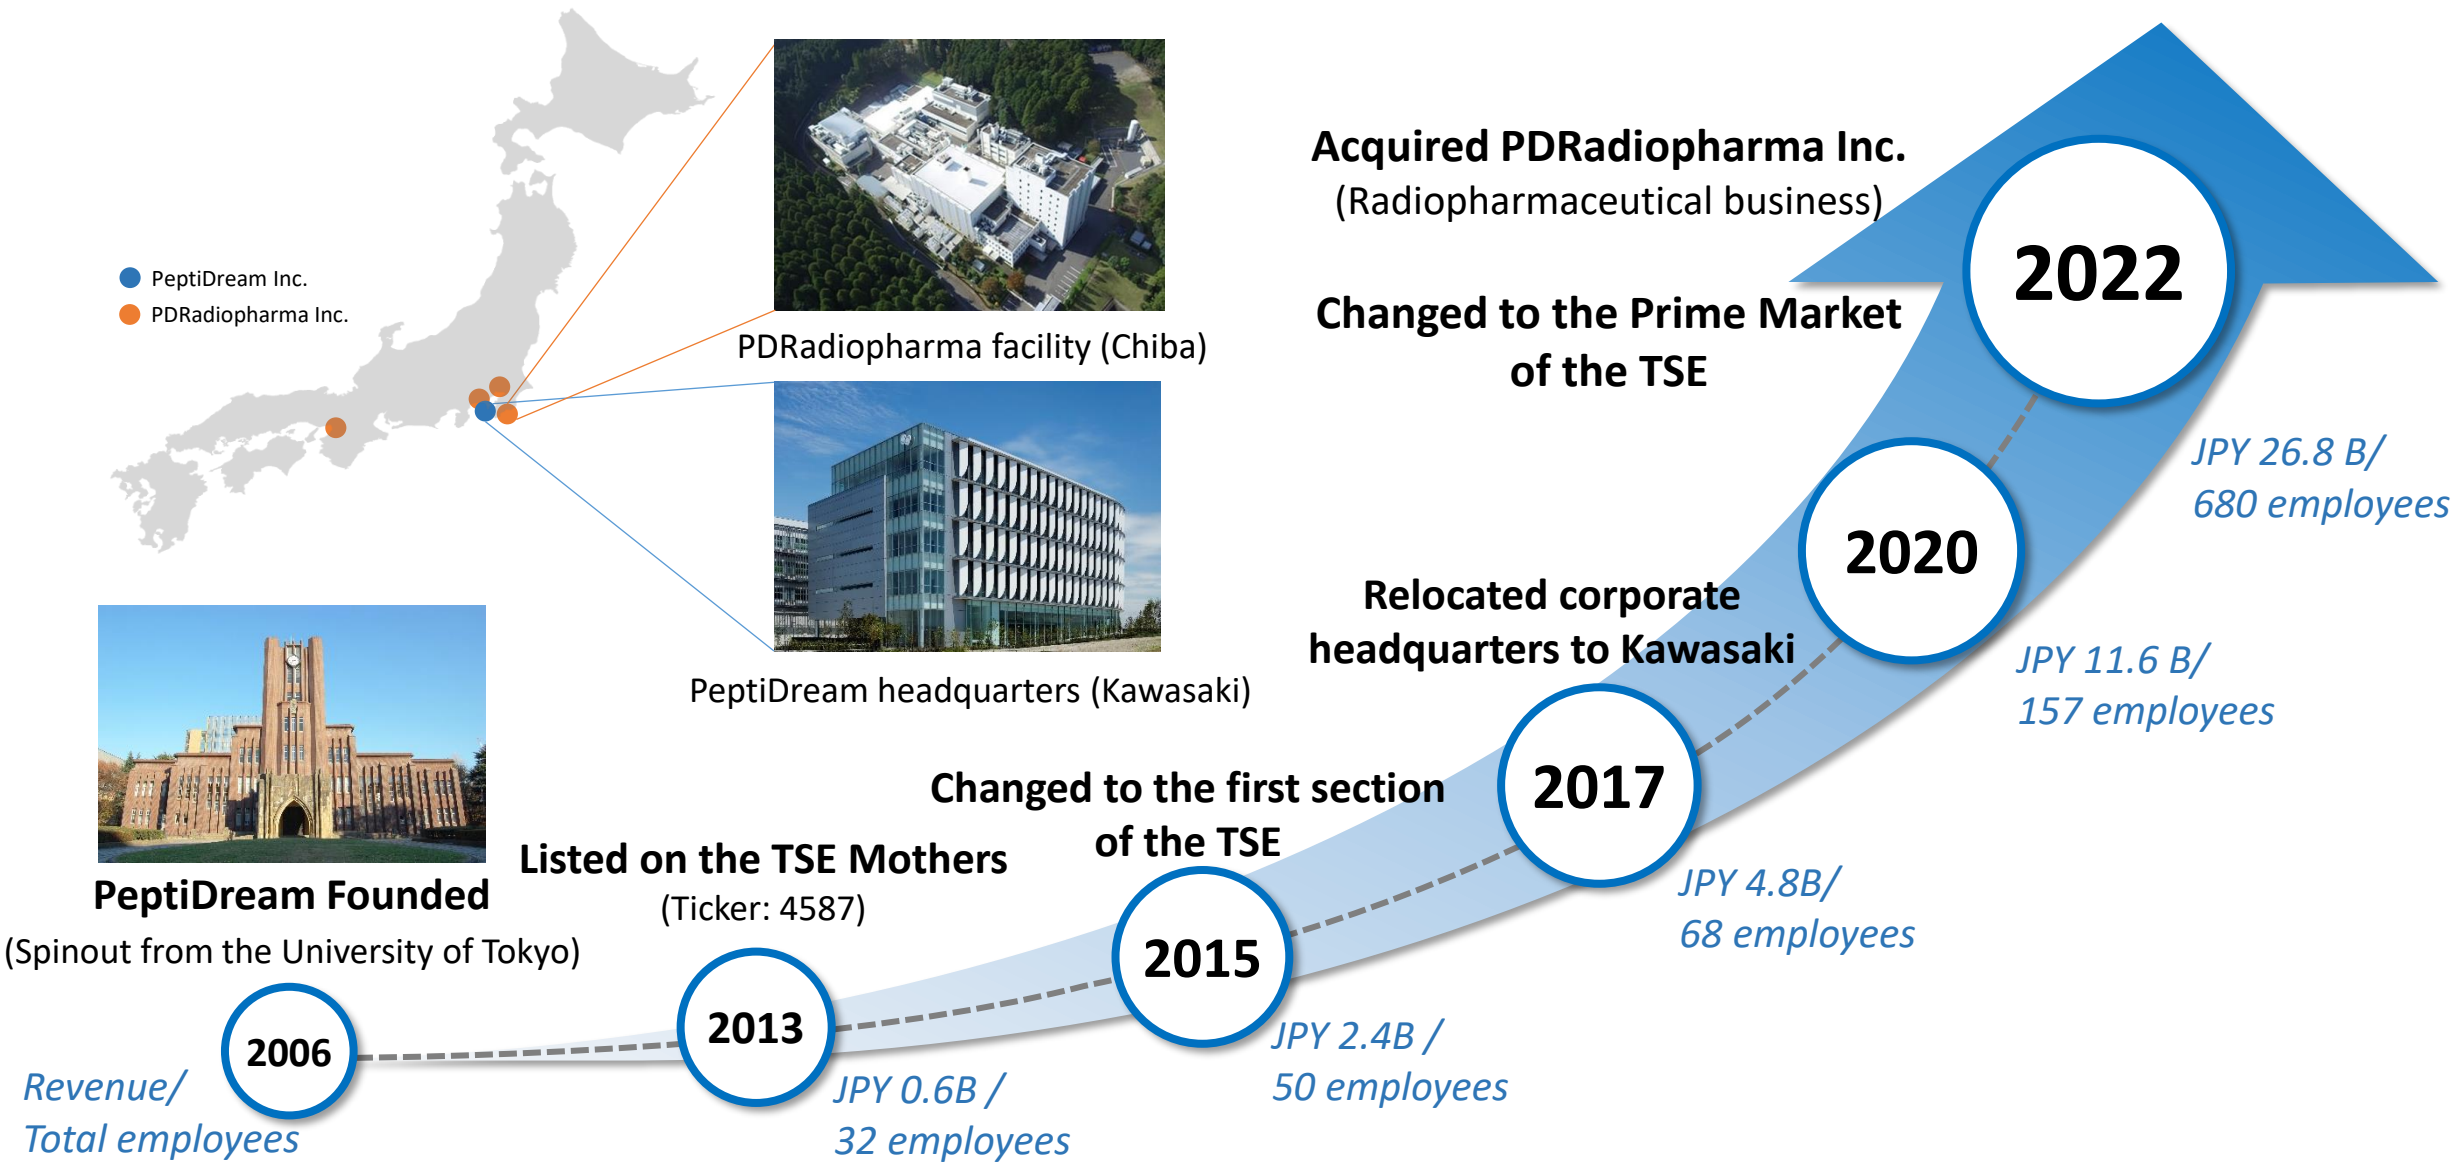 PeptiDream Inc.
PDRadiopharma Inc.
PDRadiopharma facility (Chiba)
PeptiDream headquarters (Kawasaki)
PeptiDream Founded
(Spinout from the University of Tokyo)
2006
Revenue/
Total employees
Listed on the TSE Mothers
(Ticker: 4587)
2013
JPY 0.6B /
32 employees
Changed to the first section
of the TSE
2015
JPY 2.4B /
50 employees
Relocated corporate
headquarters to Kawasaki
2017
JPY 4.8B/
68 employees
2020
JPY 11.6 B/
157 employees
Acquired PDRadiopharma Inc.
(Radiopharmaceutical business)
Changed to the Prime Market
of the TSE
2022
JPY 26.8 B/
680 employees